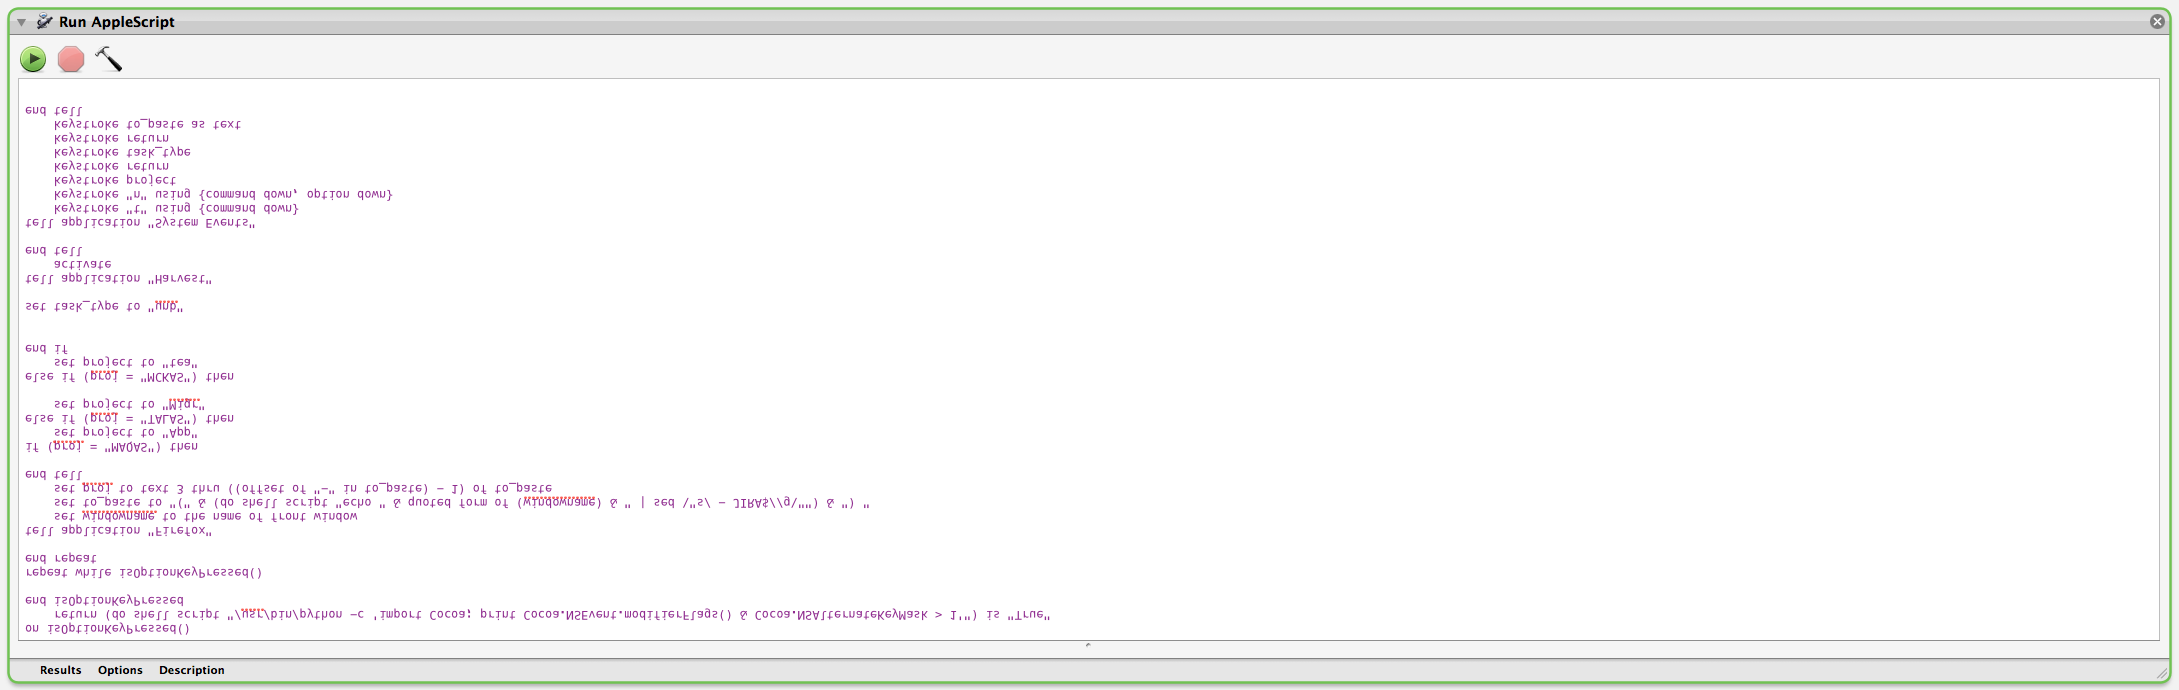 Run AppleScript
on isOptionKeyPressed()
return (do shell script "/usr/bin/python -c 'import Cocoa; print Cocoa.NSEvent.modifierFlags() & Cocoa.NSAlternateKeyMask > 1'") is "True"
end isOptionKeyPressed
repeat while isOptionKeyPressed()
end repeat
tell application "Firefox"
set windowname to the name of front window
set to_paste to "(" & (do shell script "echo " & quoted form of (windowname) & " | sed \"s/ - JIRA$//g\"") & ") "
set proj to text 3 thru ((offset of "-" in to_paste) - 1) of to_paste
end tell
if (proj = "MAQAS") then
set project to "App"
else if (proj = "TALAS") then
set project to "Migr"
else if (proj = "MCKAS") then
set project to "tea"
end if
set task_type to "unb"
tell application "Harvest"
activate
end tell
tell application "System Events"
keystroke "t" using {command down}
keystroke "n" using {command down, option down}
keystroke project
keystroke return
keystroke task_type
keystroke return
keystroke to_paste as text
end tell
Results Options Description